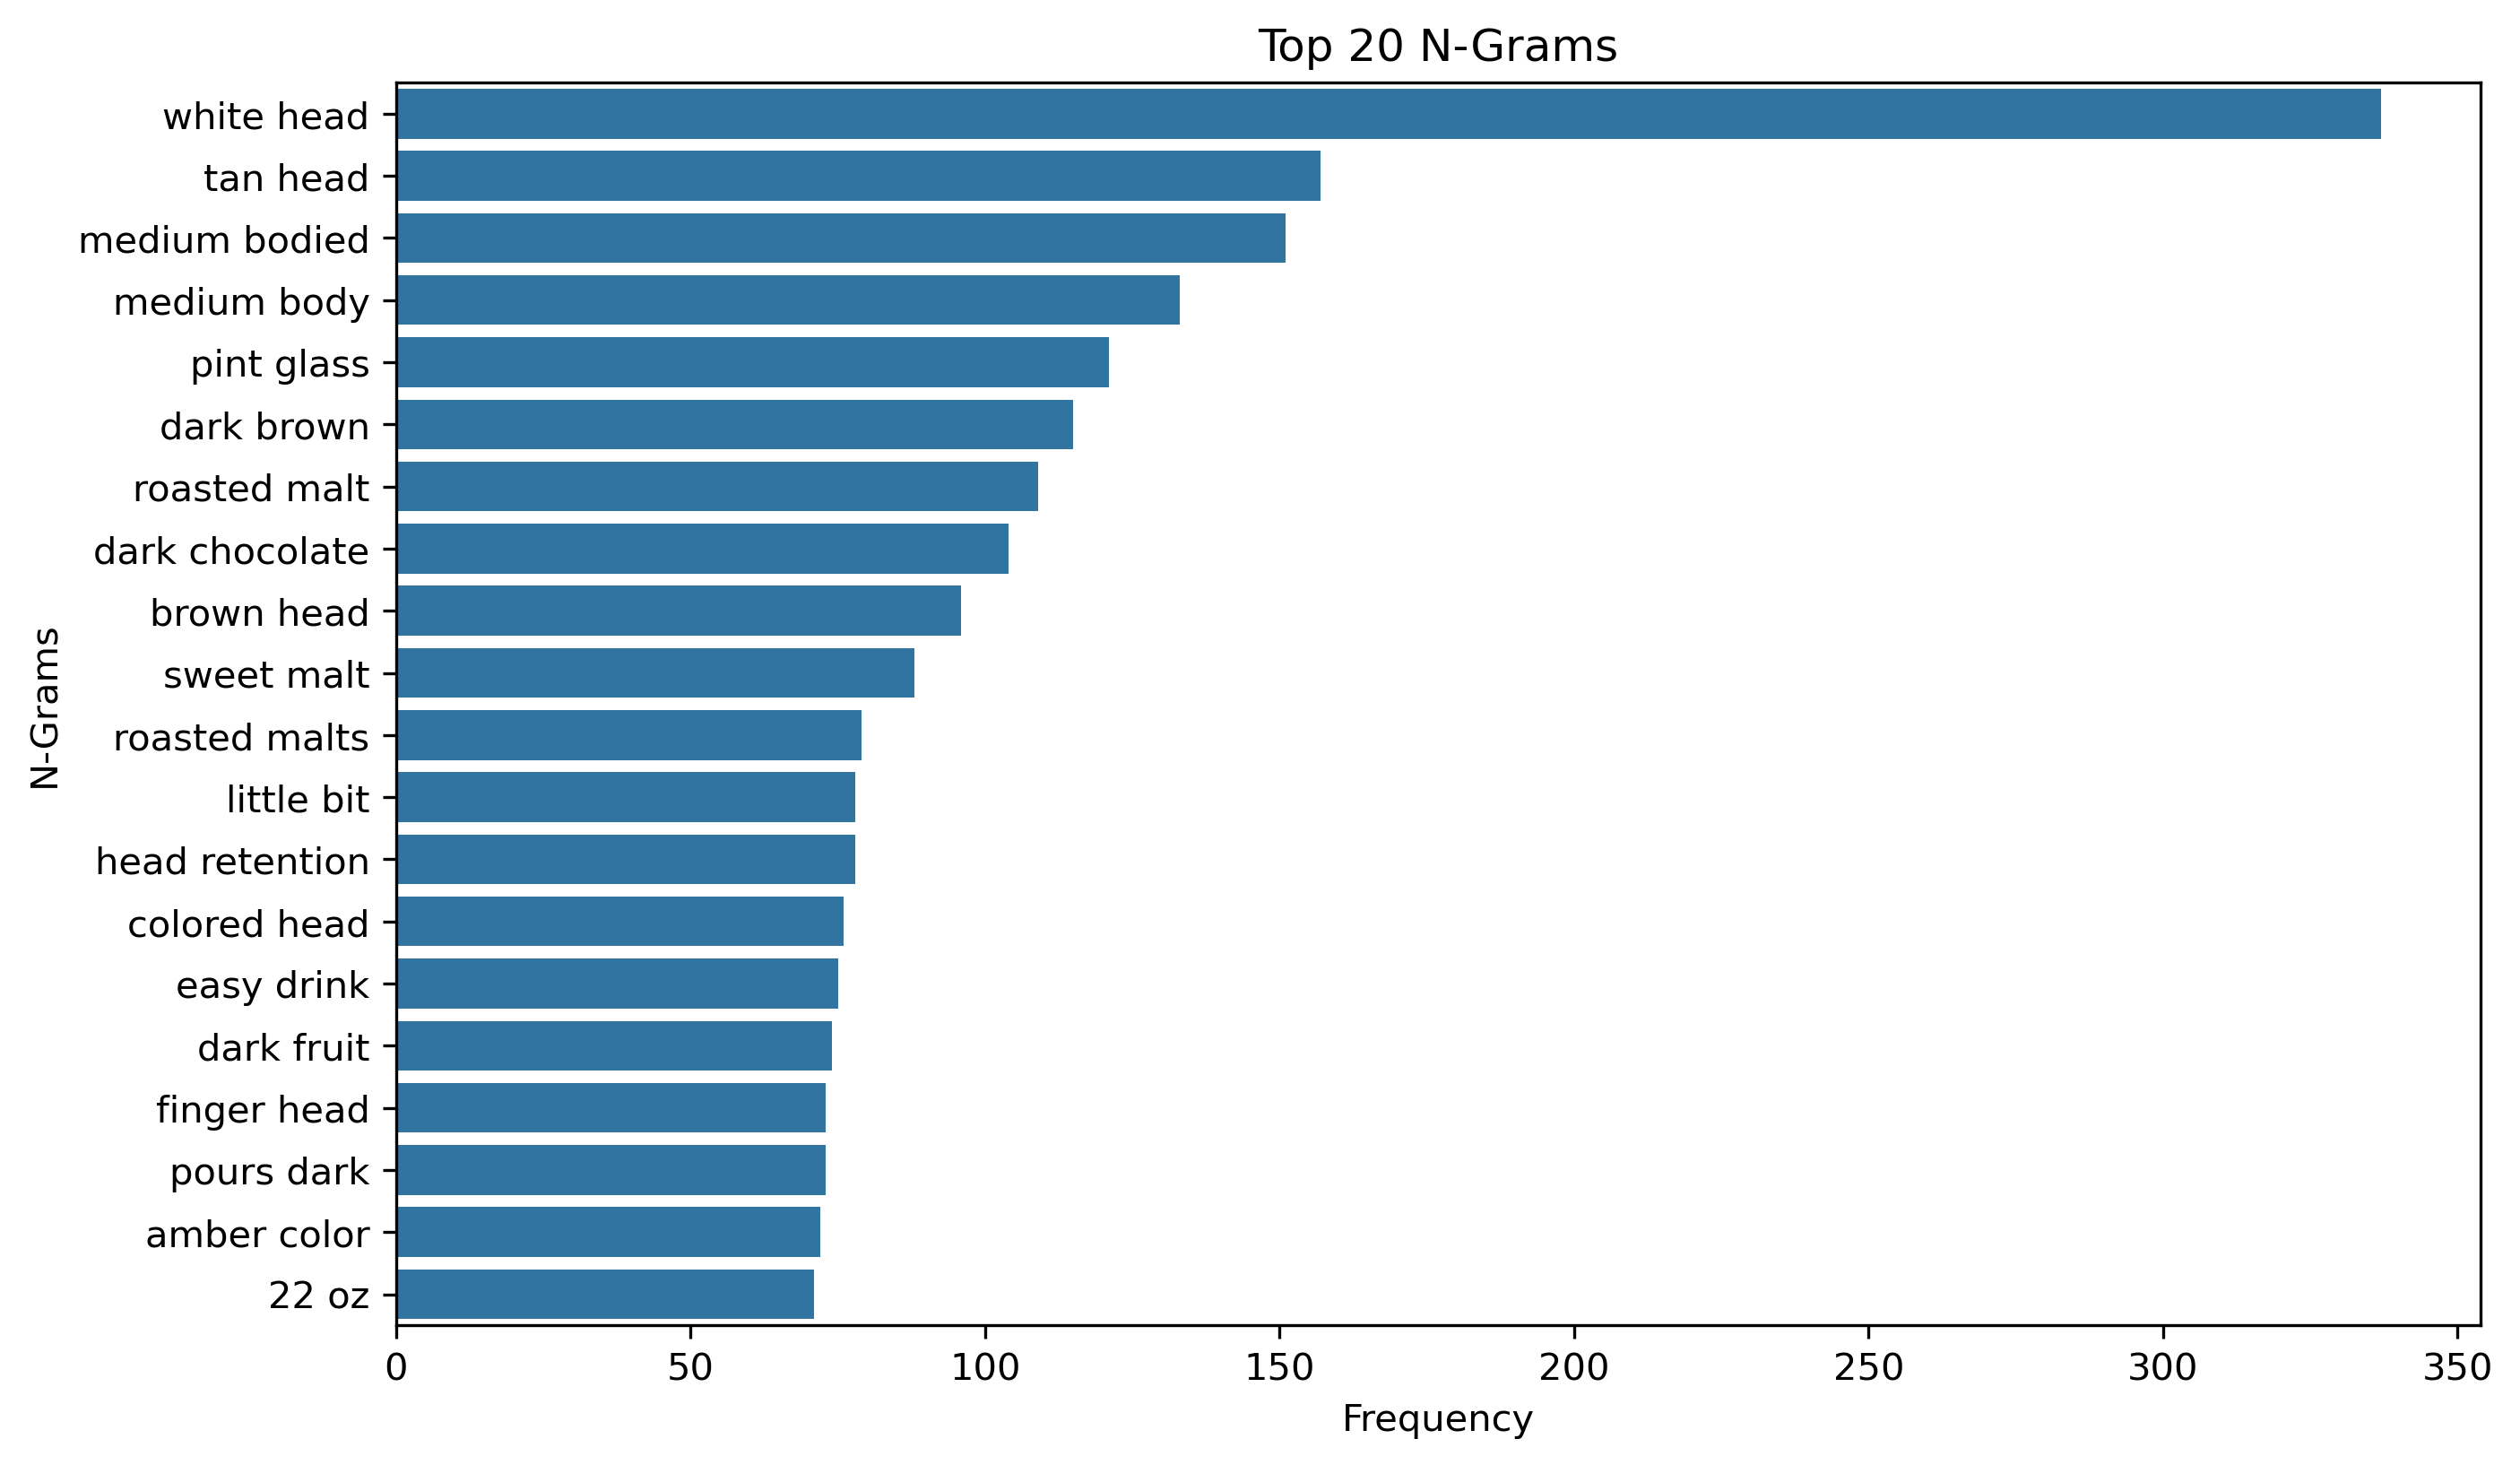 Top 20 N-Grams
white head
tan head
medium bodied
medium body
pint glass
dark brown
roasted malt
dark chocolate
brown head
sweet malt
roasted malts
little bit
head retention
colored head
easy drink
dark fruit
finger head
pours dark
amber color
22 oz
N-Grams
0 50 100 150 200 250 300 350
Frequency